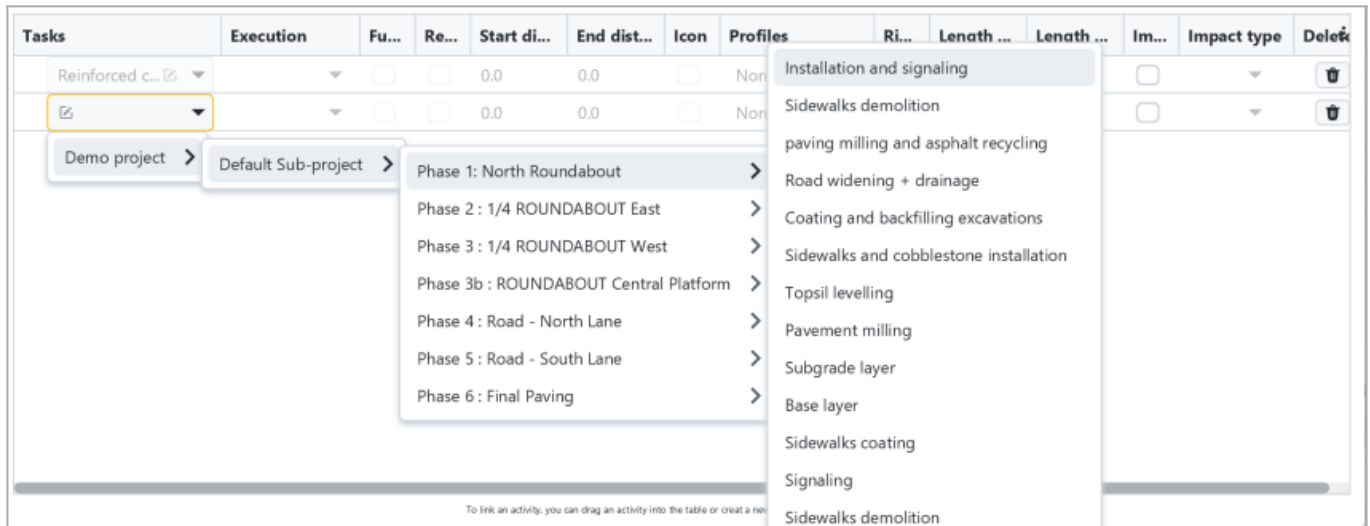 Tasks Execution Fu... Re... Start di... End dist... Icon Profiles Ri... Length ... Length ... Im... Impact type
Reinforced c... 0.0 0.0
0.0 0.0
Demo project
Default Sub-project
Phase 1: North Roundabout
Phase 2 : 1/4 ROUNDABOUT East
Phase 3 : 1/4 ROUNDABOUT West
Phase 3b : ROUNDABOUT Central Platform
Phase 4 : Road - North Lane
Phase 5 : Road - South Lane
Phase 6 : Final Paving
Installation and signaling
Sidewalks demolition
paving milling and asphalt recycling
Road widening + drainage
Coating and backfilling excavations
Sidewalks and cobblestone installation
Topsil levelling
Pavement milling
Subgrade layer
Base layer
Sidewalks coating
Signaling
Sidewalks demolition
To link an activity, you can drag an activity into the table or creat a